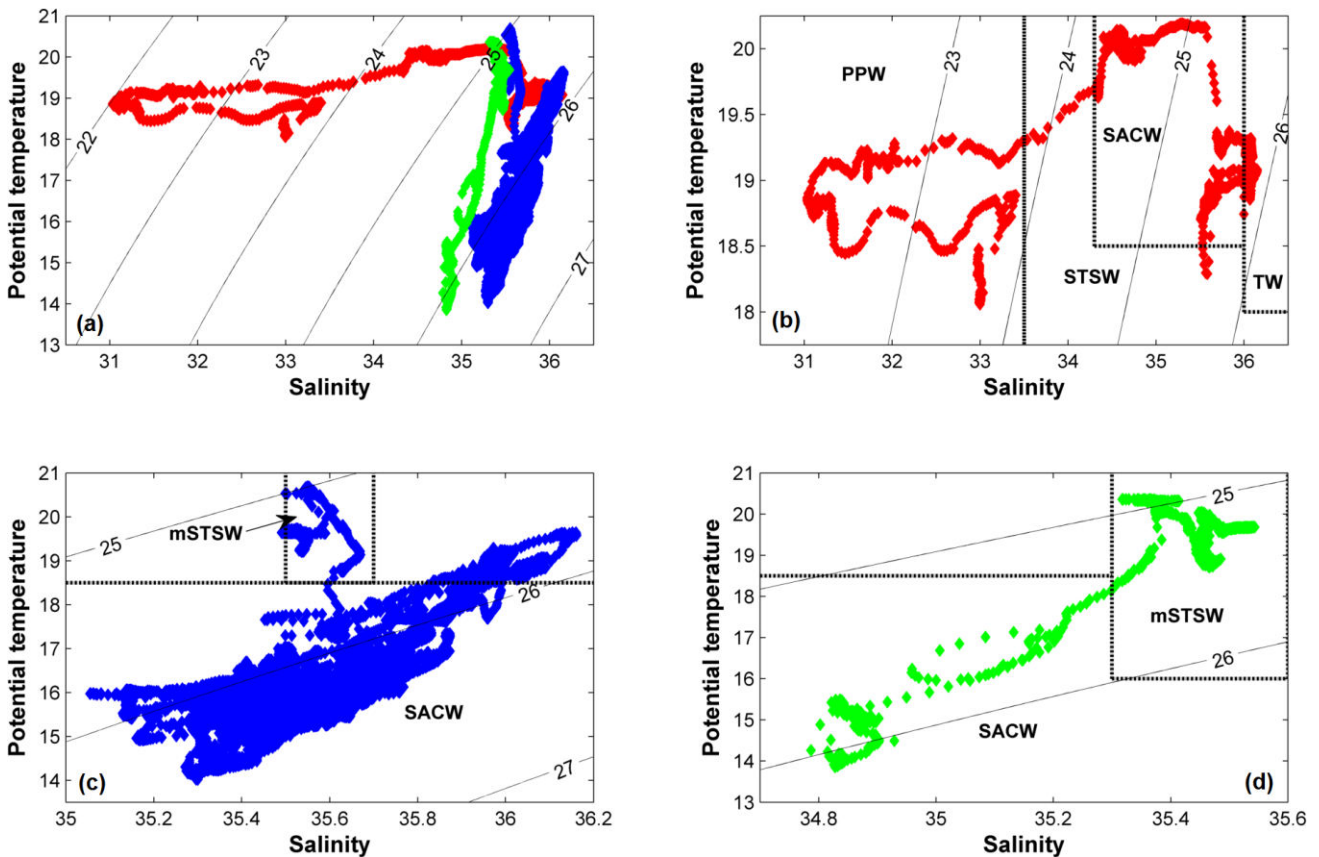 21
20
19
18
17
16
15
14
13
Potential temperature
22
23
24
25
26
27
(a)
31 32 33 34 35 36
Salinity
20
19.5
19
18.5
18
Potential temperature
PPW
23
24
25
SACW
26
STSW
TW
(b)
31 32 33 34 35 36
Salinity
21
20
19
18
17
16
15
14
Potential temperature
25
mSTSW
26
SACW
27
(c)
35 35.2 35.4 35.6 35.8 36 36.2
Salinity
21
20
19
18
17
16
15
14
13
Potential temperature
25
mSTSW
26
SACW
(d)
34.8 35 35.2 35.4 35.6
Salinity